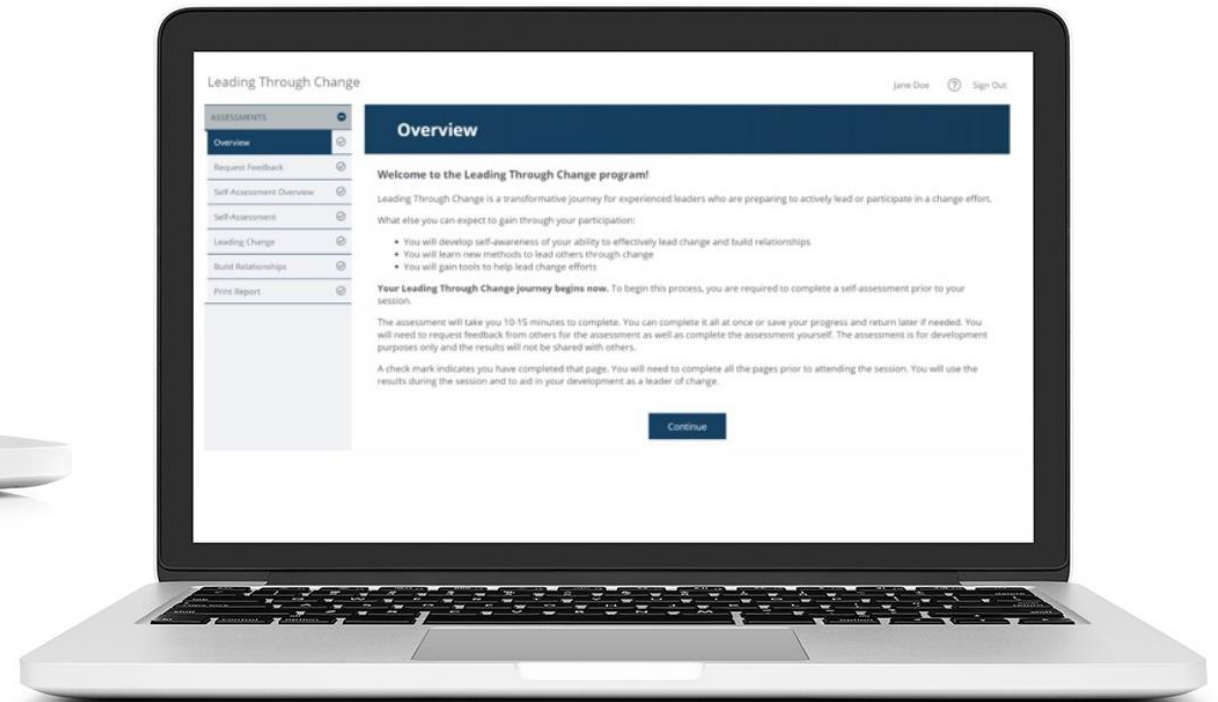 Leading Through Change
Jane Doe ? Sign Out
ASSESSMENTS
Overview
Request Feedback
Self-Assessment Overview
Self-Assessment
Leading Change
Build Relationships
Print Report
Overview
Welcome to the Leading Through Change program!
Leading Through Change is a transformative journey for experienced leaders who are preparing to actively lead or participate in a change effort.
What else you can expect to gain through your participation:
• You will develop self-awareness of your ability to effectively lead change and build relationships
• You will learn new methods to lead others through change
• You will gain tools to help lead change efforts
Your Leading Through Change journey begins now. To begin this process, you are required to complete a self-assessment prior to your
session.
The assessment will take you 10-15 minutes to complete. You can complete it all at once or save your progress and return later if needed. You
will need to request feedback from others for the assessment as well as complete the assessment yourself. The assessment is for development
purposes only and the results will not be shared with others.
A check mark indicates you have completed that page. You will need to complete all the pages prior to attending the session. You will use the
results during the session and to aid in your development as a leader of change.
Continue